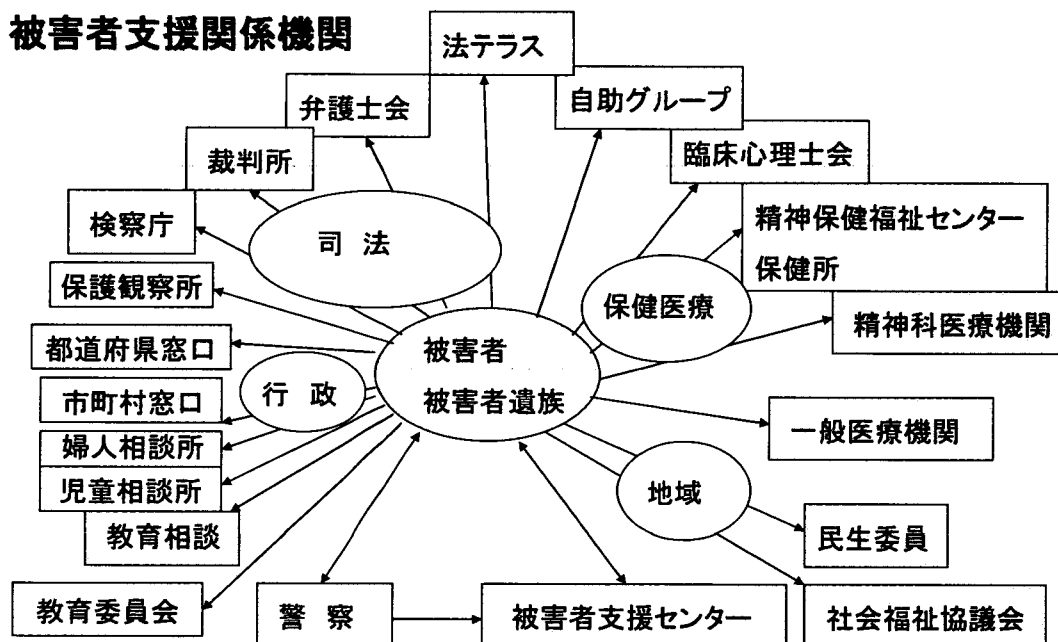 被害者支援関係機関
法テラス
弁護士会
自助グループ
裁判所
臨床心理士会
検察庁
司 法
精神保健福祉センター
保健所
保護観察所
保健医療
精神科医療機関
都道府県窓口
被害者
被害者遺族
行 政
市町村窓口
一般医療機関
婦人相談所
児童相談所
地域
教育相談
民生委員
教育委員会
警 察
被害者支援センター
社会福祉協議会